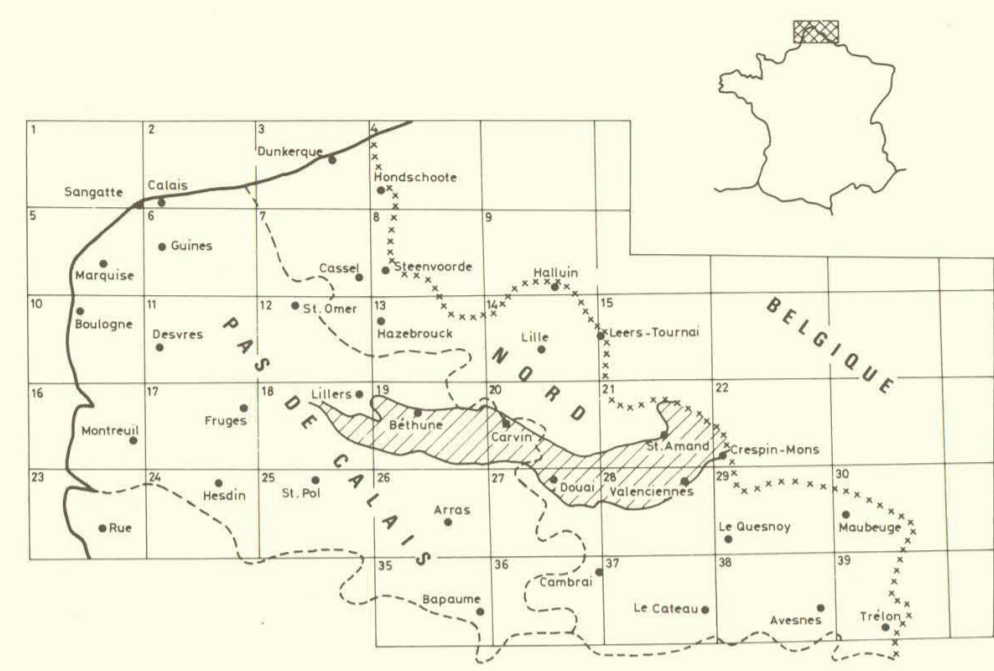 1
2
3
4
Dunkerque
Sangatte
Calais
Hondschoote
5
6
7
8
9
Guines
Marquise
Cassel
Steenvoorde
Halluin
10
11
12
13
14
15
Boulogne
St. Omer
Desvres
Hazebrouck
Lille
Leers-Tournai
PAS DE CALAIS
NORD
BELGIQUE
16
17
18
19
20
21
22
Lillers
Fruges
Béthune
Carvin
Montreuil
St. Amand
Crespin-Mons
23
24
25
26
27
28
29
30
Hesdin
St. Pol
Douai
Valenciennes
Rue
Arras
Le Quesnoy
Maubeuge
35
36
37
38
39
Cambrai
Bapaume
Le Cateau
Avesnes
Trélon